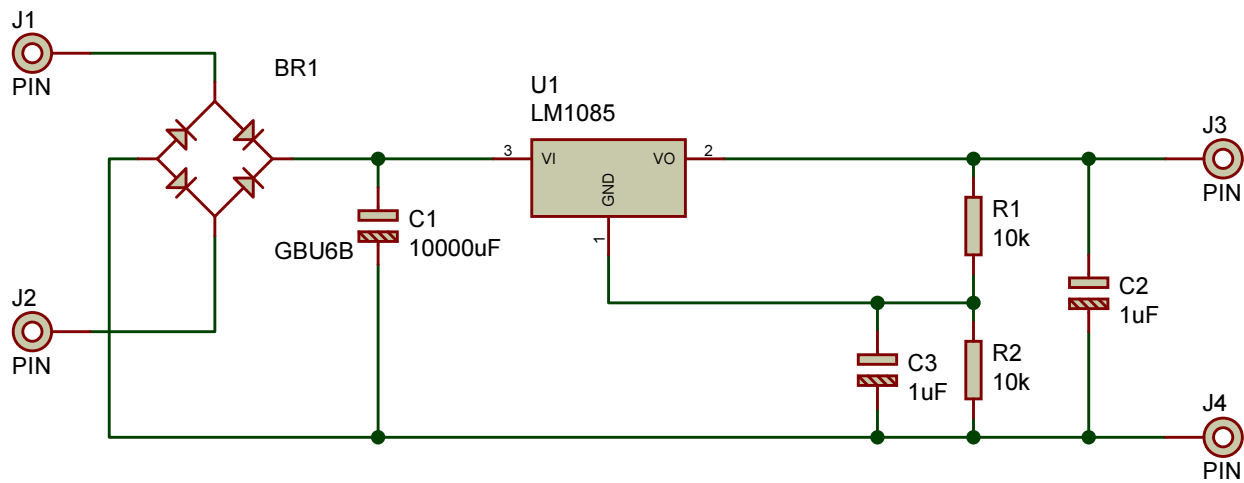 J1
PIN
BR1
GBU6B
J2
PIN
C1
10000uF
U1
LM1085
3
VI
VO
2
GND
1
R1
10k
C2
1uF
C3
1uF
R2
10k
J3
PIN
J4
PIN